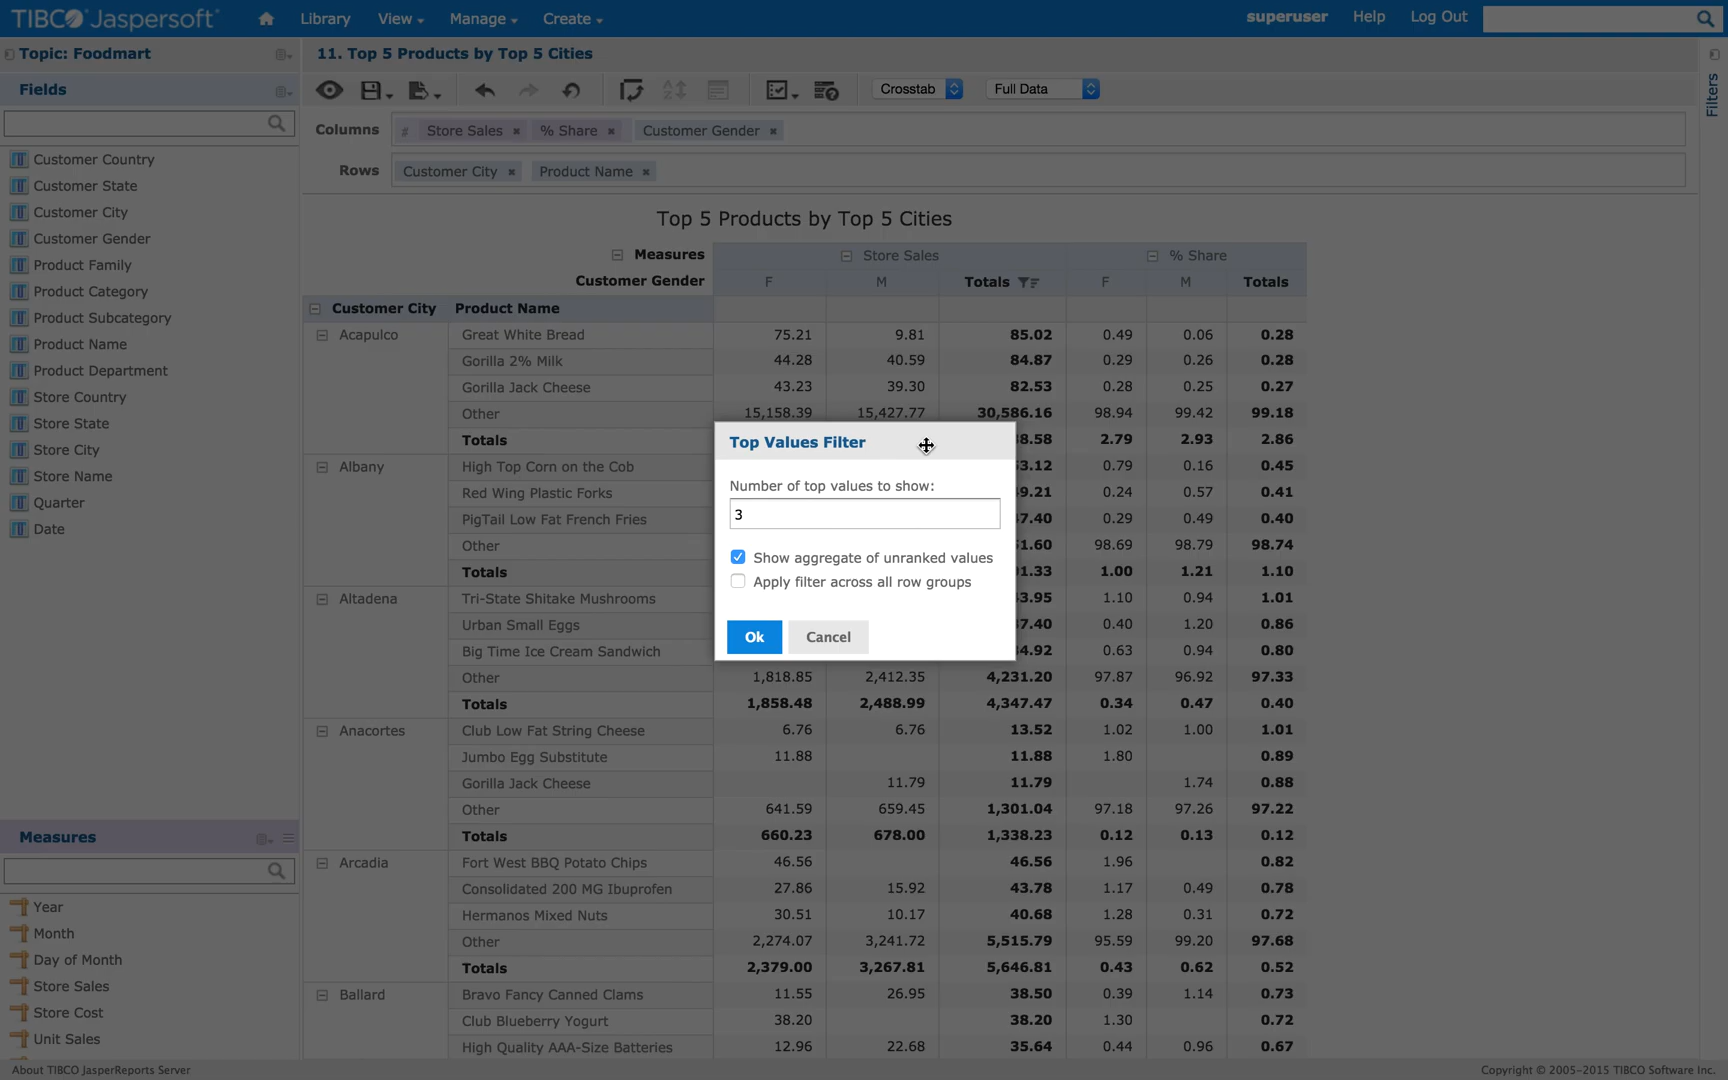 TIBCO Jaspersoft
Library View Manage Create superuser Help Log Out
Topic: Foodmart
11. Top 5 Products by Top 5 Cities
Fields
Crosstab Full Data
Filters
Columns # Store Sales × % Share × Customer Gender ×
Rows Customer City × Product Name ×
Customer Country
Customer State
Customer City
Customer Gender
Product Family
Product Category
Product Subcategory
Product Name
Product Department
Store Country
Store State
Store City
Store Name
Quarter
Date
Measures
Year
Month
Day of Month
Store Sales
Store Cost
Unit Sales
Top 5 Products by Top 5 Cities
Measures Store Sales % Share
Customer Gender F M Totals F M Totals
Customer City Product Name
Acapulco Great White Bread 75.21 9.81 85.02 0.49 0.06 0.28
Gorilla 2% Milk 44.28 40.59 84.87 0.29 0.26 0.28
Gorilla Jack Cheese 43.23 39.30 82.53 0.28 0.25 0.27
Other 15,158.39 15,427.77 30,586.16 98.94 99.42 99.18
Totals 8.58 2.79 2.93 2.86
Albany High Top Corn on the Cob 3.12 0.79 0.16 0.45
Red Wing Plastic Forks 9.21 0.24 0.57 0.41
PigTail Low Fat French Fries 7.40 0.29 0.49 0.40
Other 1.60 98.69 98.79 98.74
Totals 1.33 1.00 1.21 1.10
Altadena Tri-State Shitake Mushrooms 3.95 1.10 0.94 1.01
Urban Small Eggs 7.40 0.40 1.20 0.86
Big Time Ice Cream Sandwich 4.92 0.63 0.94 0.80
Other 1,818.85 2,412.35 4,231.20 97.87 96.92 97.33
Totals 1,858.48 2,488.99 4,347.47 0.34 0.47 0.40
Anacortes Club Low Fat String Cheese 6.76 6.76 13.52 1.02 1.00 1.01
Jumbo Egg Substitute 11.88 11.88 1.80 0.89
Gorilla Jack Cheese 11.79 11.79 1.74 0.88
Other 641.59 659.45 1,301.04 97.18 97.26 97.22
Totals 660.23 678.00 1,338.23 0.12 0.13 0.12
Arcadia Fort West BBQ Potato Chips 46.56 46.56 1.96 0.82
Consolidated 200 MG Ibuprofen 27.86 15.92 43.78 1.17 0.49 0.78
Hermanos Mixed Nuts 30.51 10.17 40.68 1.28 0.31 0.72
Other 2,274.07 3,241.72 5,515.79 95.59 99.20 97.68
Totals 2,379.00 3,267.81 5,646.81 0.43 0.62 0.52
Ballard Bravo Fancy Canned Clams 11.55 26.95 38.50 0.39 1.14 0.73
Club Blueberry Yogurt 38.20 38.20 1.30 0.72
High Quality AAA-Size Batteries 12.96 22.68 35.64 0.44 0.96 0.67
Top Values Filter
Number of top values to show:
3
Show aggregate of unranked values
Apply filter across all row groups
Ok Cancel
About TIBCO JasperReports Server
Copyright © 2005-2015 TIBCO Software Inc.